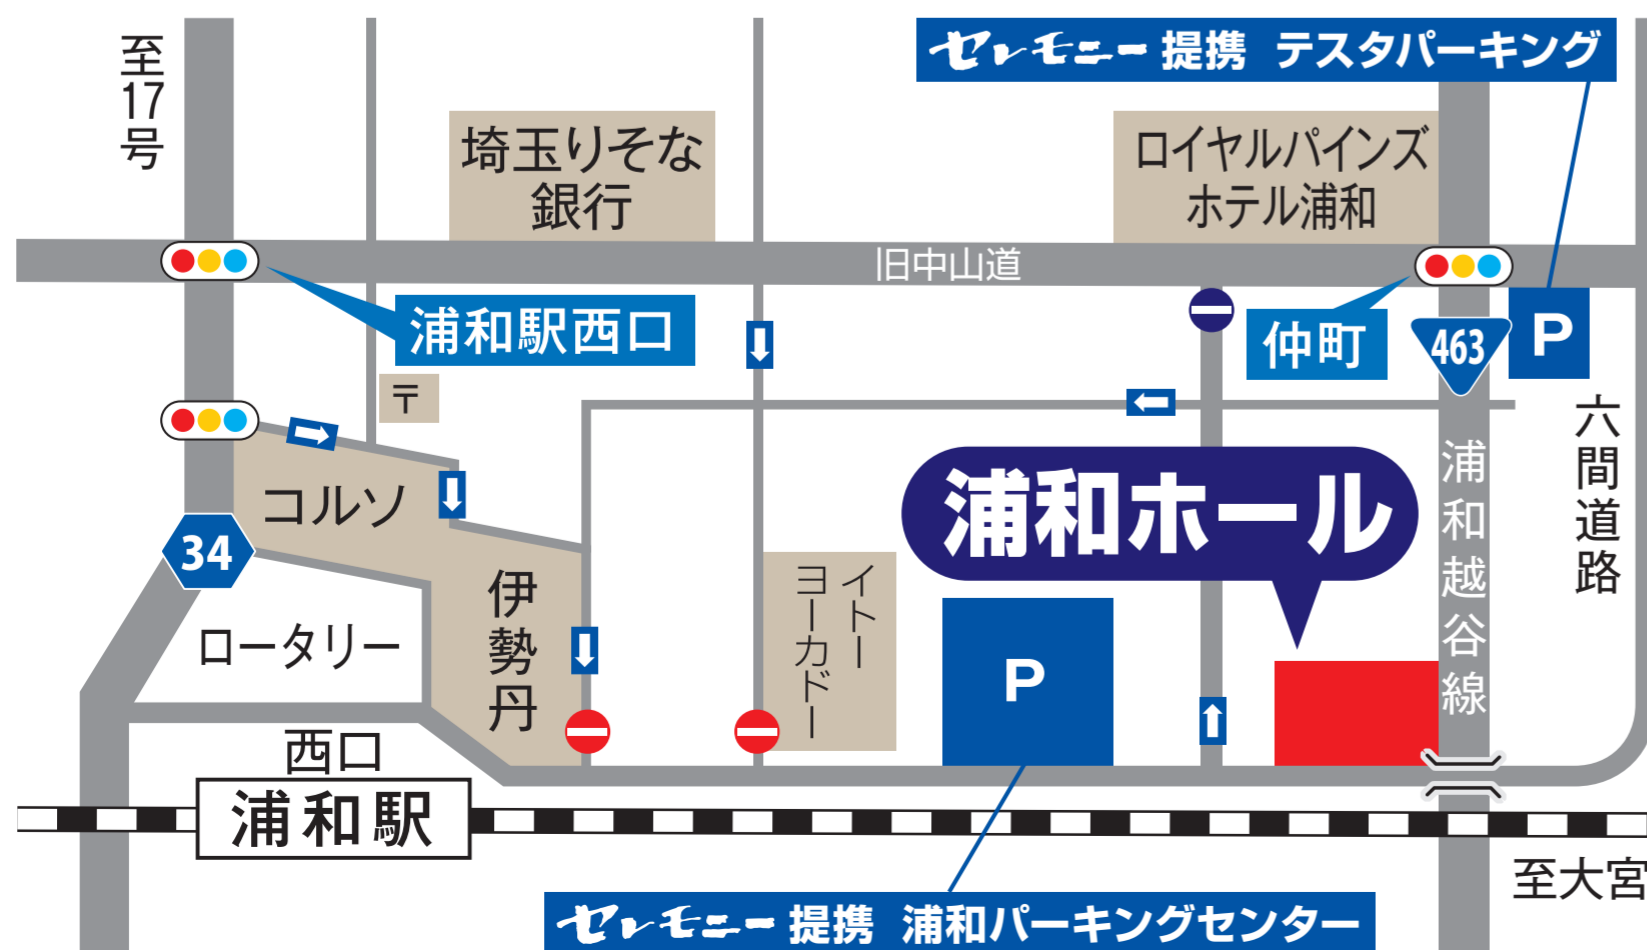 至17号
セレモニー 提携 テスタパーキング
埼玉りそな
銀行
ロイヤルパインズ
ホテル浦和
旧中山道
浦和駅西口
仲町
463
P
〒
六間道路
浦和越谷線
コルソ
浦和ホール
34
伊勢丹
イトー
ヨーカドー
P
ロータリー
西口
浦和駅
至大宮
セレモニー 提携 浦和パーキングセンター